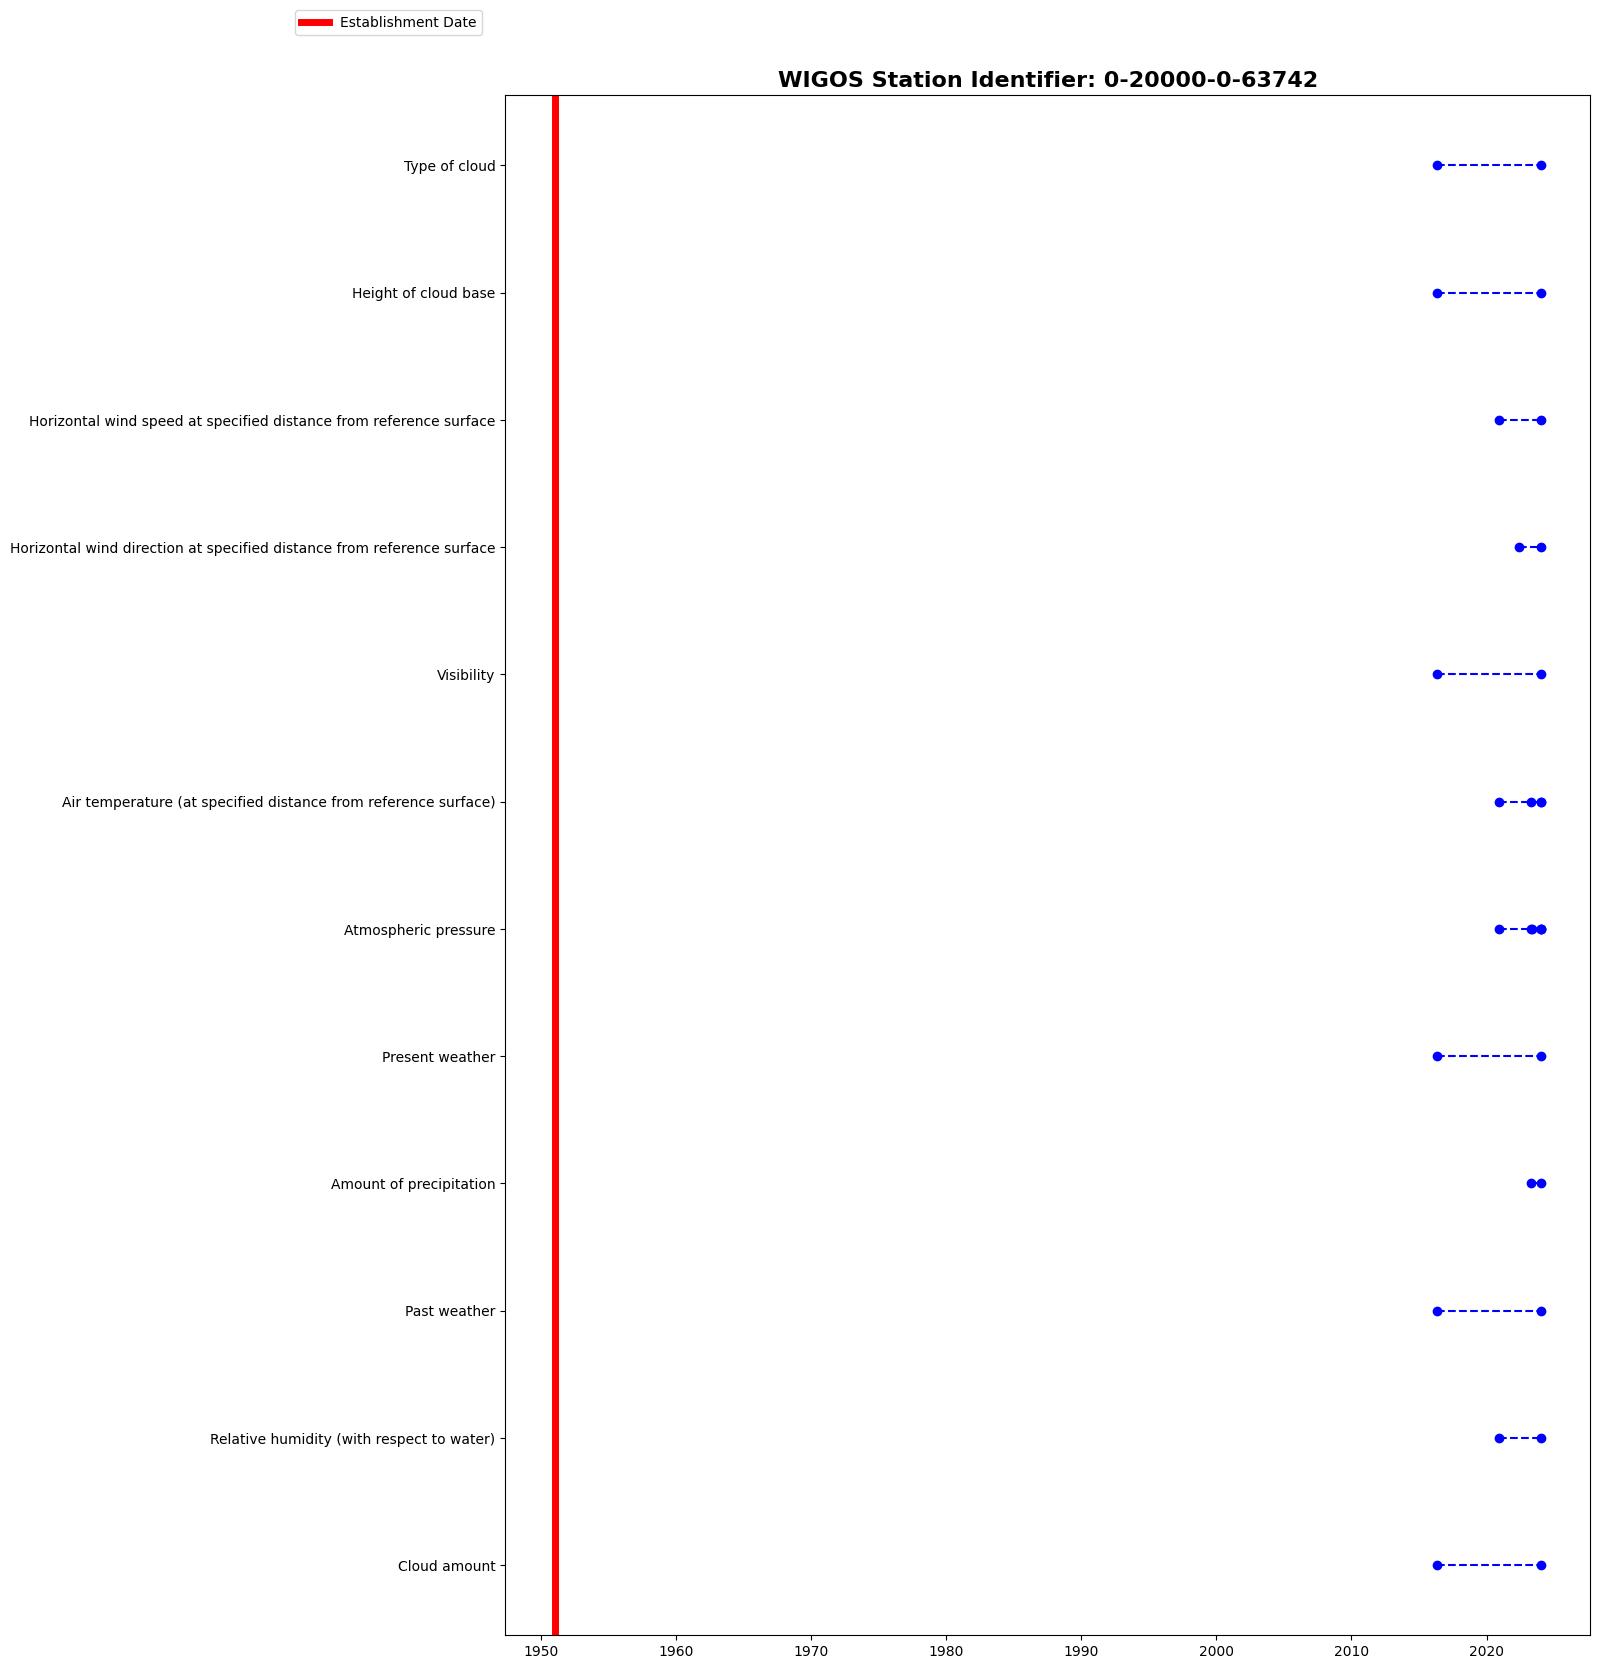 Establishment Date
WIGOS Station Identifier: 0-20000-0-63742
Type of cloud
Height of cloud base
Horizontal wind speed at specified distance from reference surface
Horizontal wind direction at specified distance from reference surface
Visibility
Air temperature (at specified distance from reference surface)
Atmospheric pressure
Present weather
Amount of precipitation
Past weather
Relative humidity (with respect to water)
Cloud amount
1950 1960 1970 1980 1990 2000 2010 2020